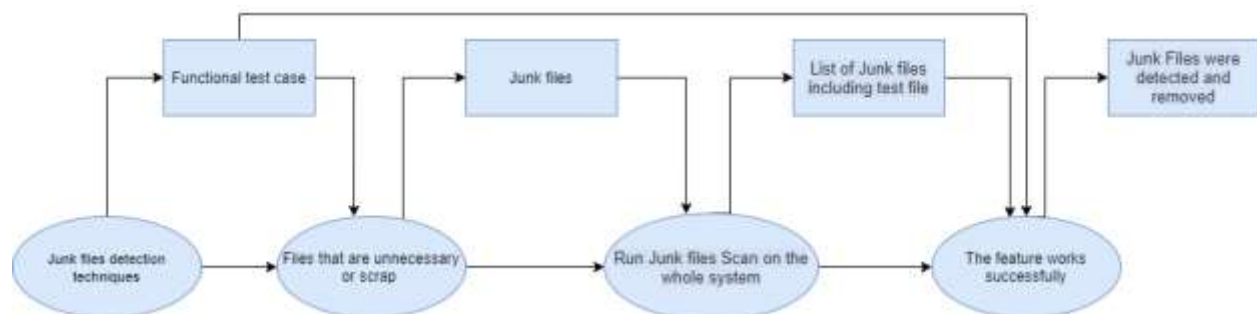 Functional test case
Junk files
List of Junk files
including test file
Junk Files were
detected and
removed
Junk files detection
techniques
Files that are unnecessary
or scrap
Run Junk files Scan on the
whole system
The feature works
successfully